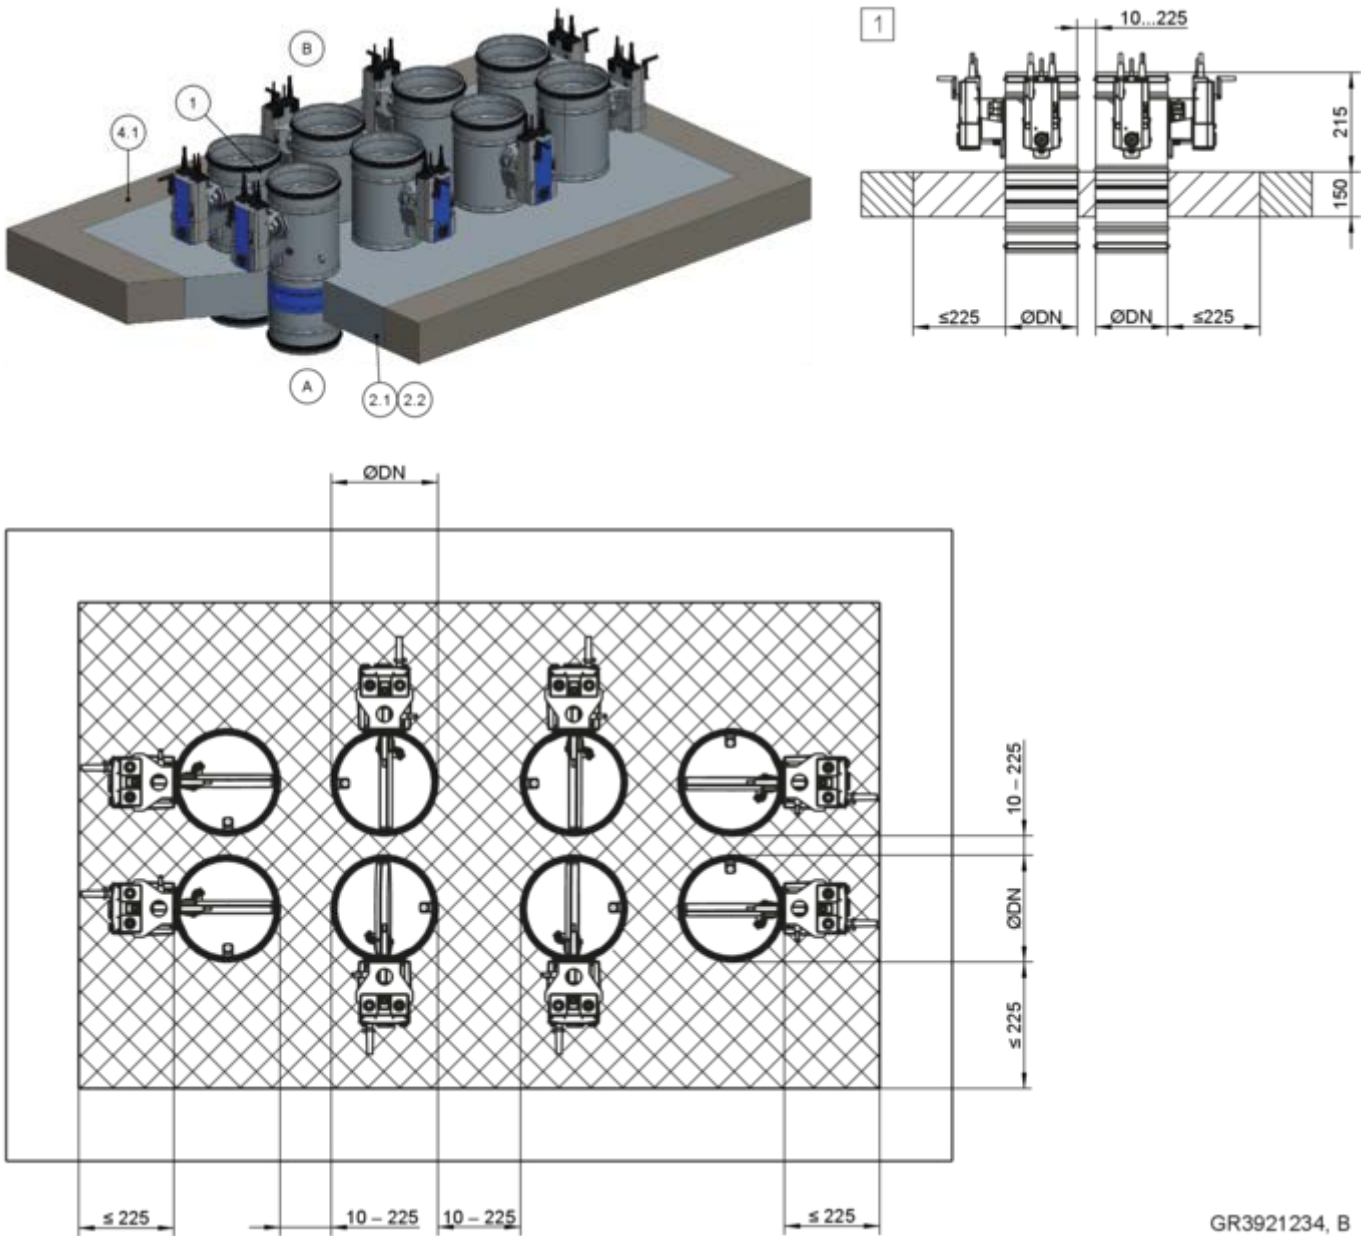 B
1
4.1
A
2.1 2.2
1
10...225
215
150
≤225 ØDN ØDN ≤225
ØDN
10 – 225
ØDN
≤ 225
≤ 225 10 – 225 10 – 225 ≤ 225
GR3921234, B